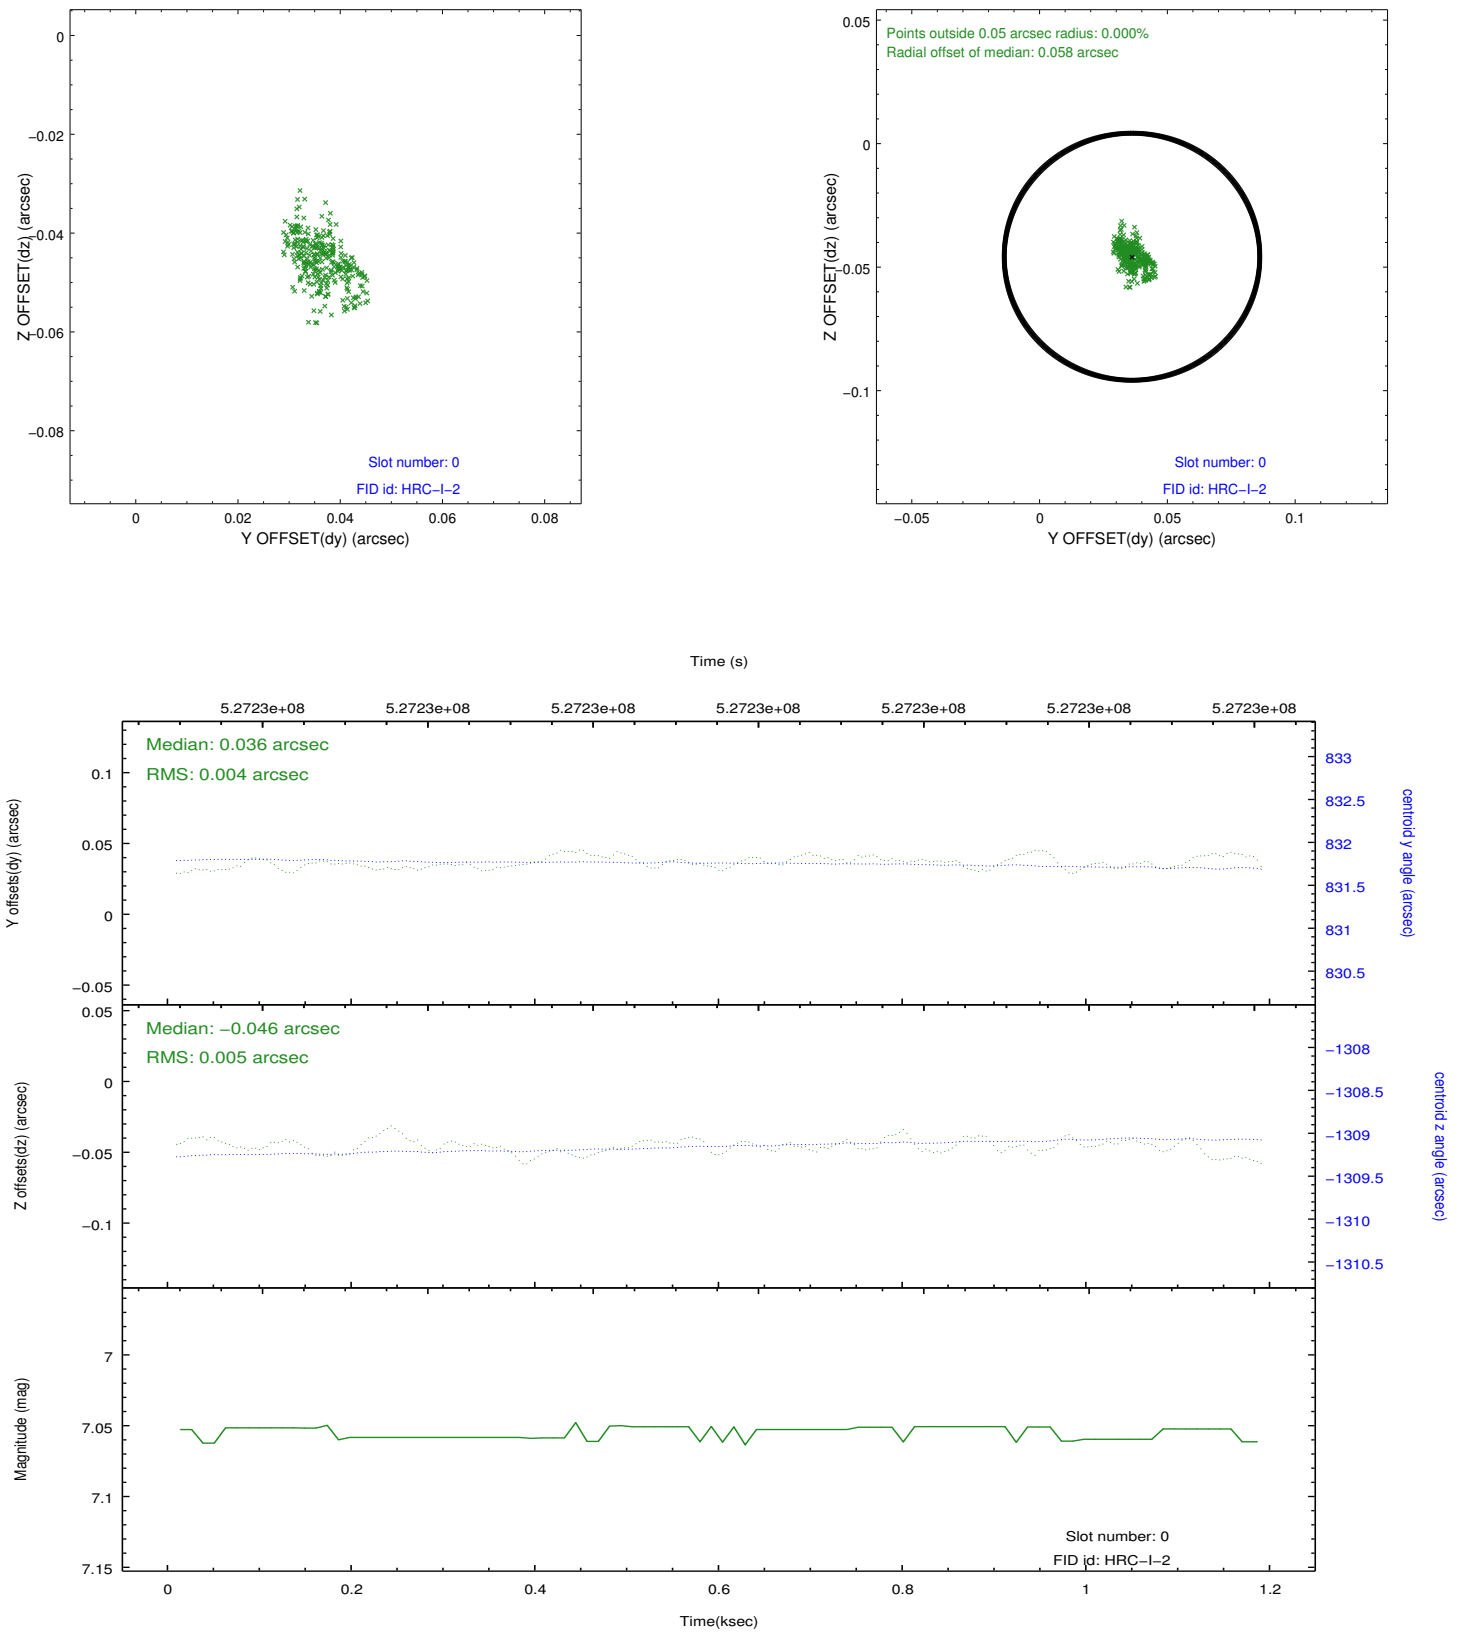 0
−0.02
−0.04
−0.06
−0.08
Z OFFSET(dz) (arcsec)
Slot number: 0
FID id: HRC−I−2
0
0.02
0.04
0.06
0.08
Y OFFSET(dy) (arcsec)
Points outside 0.05 arcsec radius: 0.000%
Radial offset of median: 0.058 arcsec
0.05
0
−0.05
−0.1
Z OFFSET(dz) (arcsec)
Slot number: 0
FID id: HRC−I−2
−0.05
0
0.05
0.1
Y OFFSET(dy) (arcsec)
Time (s)
5.2723e+08
5.2723e+08
5.2723e+08
5.2723e+08
5.2723e+08
5.2723e+08
5.2723e+08
Median: 0.036 arcsec
RMS: 0.004 arcsec
0.1
0.05
0
−0.05
Y offsets(dy) (arcsec)
833
832.5
832
831.5
831
830.5
centroid y angle (arcsec)
Median: −0.046 arcsec
RMS: 0.005 arcsec
0.05
0
−0.05
−0.1
Z offsets(dz) (arcsec)
−1308
−1308.5
−1309
−1309.5
−1310
−1310.5
centroid z angle (arcsec)
7
7.05
7.1
7.15
Magnitude (mag)
Slot number: 0
FID id: HRC−I−2
0
0.2
0.4
0.6
0.8
1
1.2
Time(ksec)